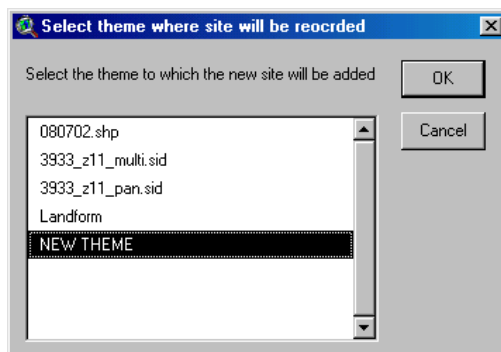 Select theme where site will be reocrded
Select the theme to which the new site will be added
OK
Cancel
080702.shp
3933_z11_multi.sid
3933_z11_pan.sid
Landform
NEW THEME